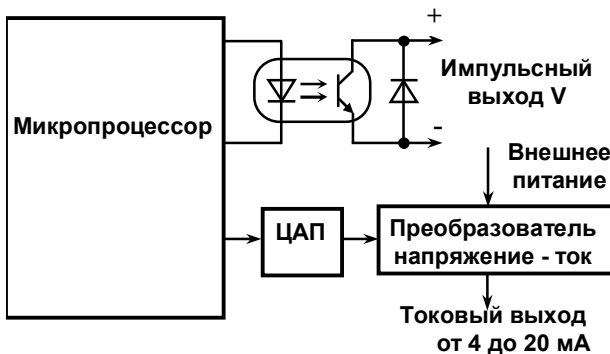 +
Импульсный
выход V
Микропроцессор
-
Внешнее
питание
ЦАП
Преобразователь
напряжение - ток
Токовый выход
от 4 до 20 мА